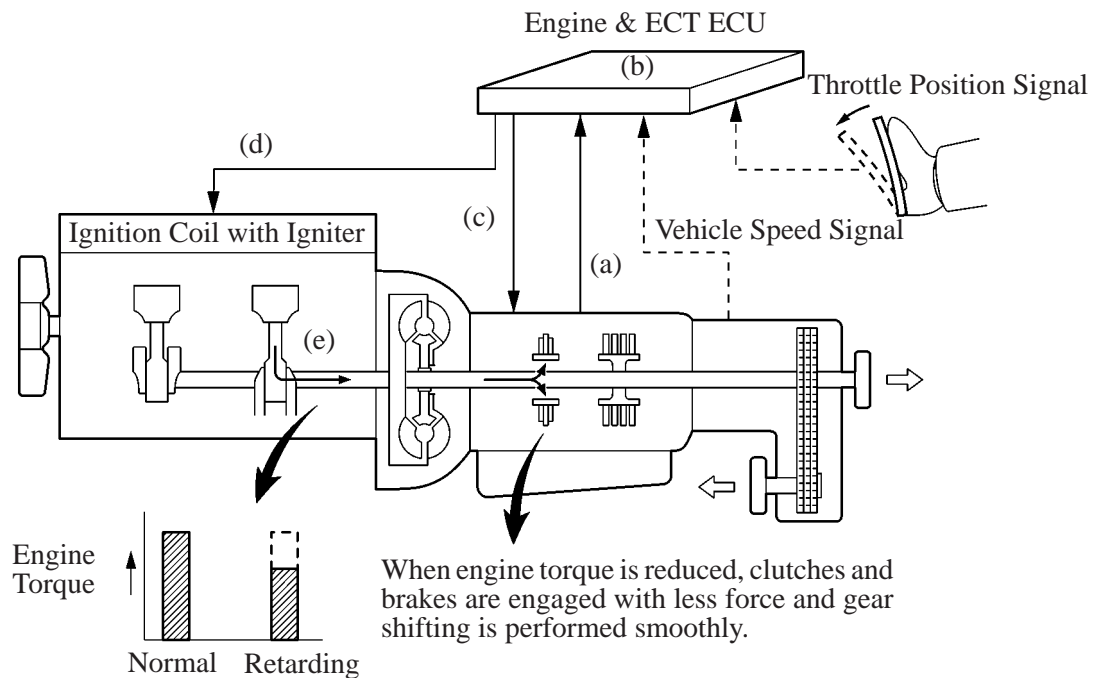 Engine & ECT ECU
(b)
Throttle Position Signal
(d)
(c)
Vehicle Speed Signal
Ignition Coil with Igniter
(a)
(e)
Engine
Torque
When engine torque is reduced, clutches and
brakes are engaged with less force and gear
shifting is performed smoothly.
Normal
Retarding